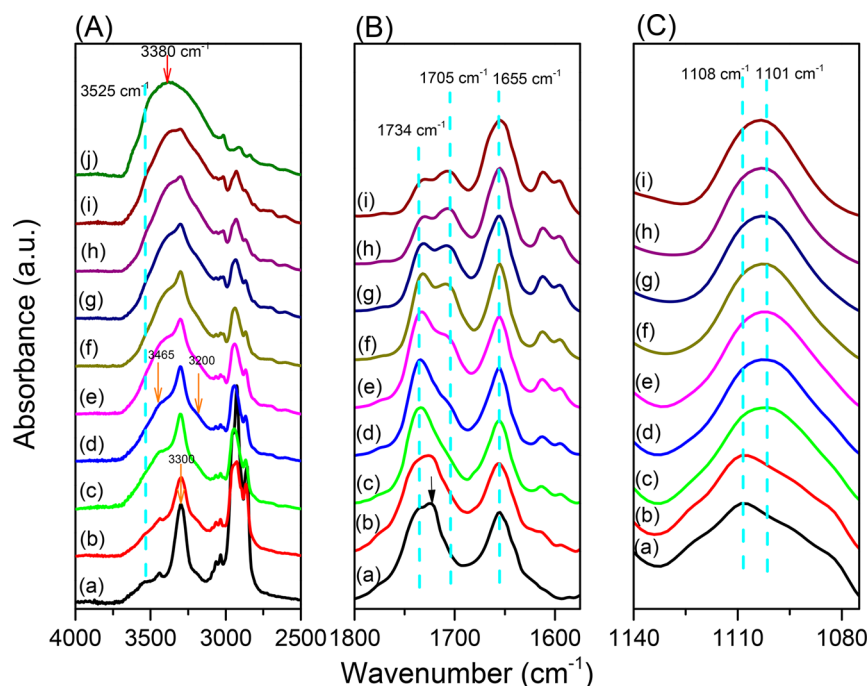 (A) (B) (C)
3380 cm⁻¹
3525 cm⁻¹
1705 cm⁻¹ 1655 cm⁻¹
1108 cm⁻¹ 1101 cm⁻¹
1734 cm⁻¹
(j)
(i)
(h)
(g)
(f)
3465
3200
(e)
(d)
3300
(c)
(b)
(a)
(i)
(h)
(g)
(f)
(e)
(d)
(c)
(b)
(a)
(i)
(h)
(g)
(f)
(e)
(d)
(c)
(b)
(a)
Absorbance (a.u.)
4000 3500 3000 2500
1800 1700 1600
1140 1110 1080
Wavenumber (cm⁻¹)